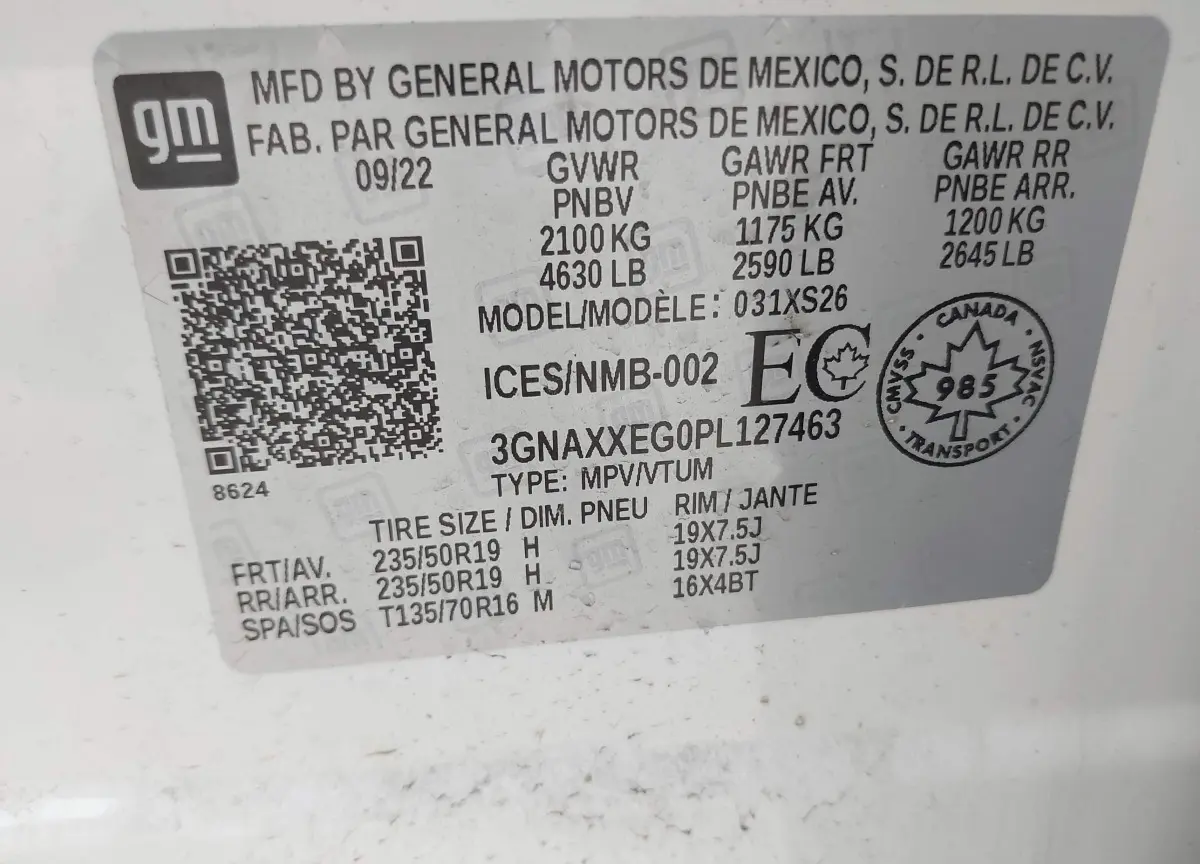 gm
MFD BY GENERAL MOTORS DE MEXICO, S. DE R.L. DE C.V.
FAB. PAR GENERAL MOTORS DE MEXICO, S. DE R.L. DE C.V.
09/22 GVWR GAWR FRT GAWR RR
PNBV PNBE AV. PNBE ARR.
2100 KG 1175 KG 1200 KG
4630 LB 2590 LB 2645 LB
MODEL/MODÈLE: 031XS26
ICES/NMB-002 EC
CANADA
CMVSS 985 NSVAC
TRANSPORT
3GNAXXEG0PL127463
TYPE: MPV/VTUM
8624
TIRE SIZE / DIM. PNEU RIM / JANTE
FRT/AV. 235/50R19 H 19X7.5J
RR/ARR. 235/50R19 H 19X7.5J
SPA/SOS T135/70R16 M 16X4BT